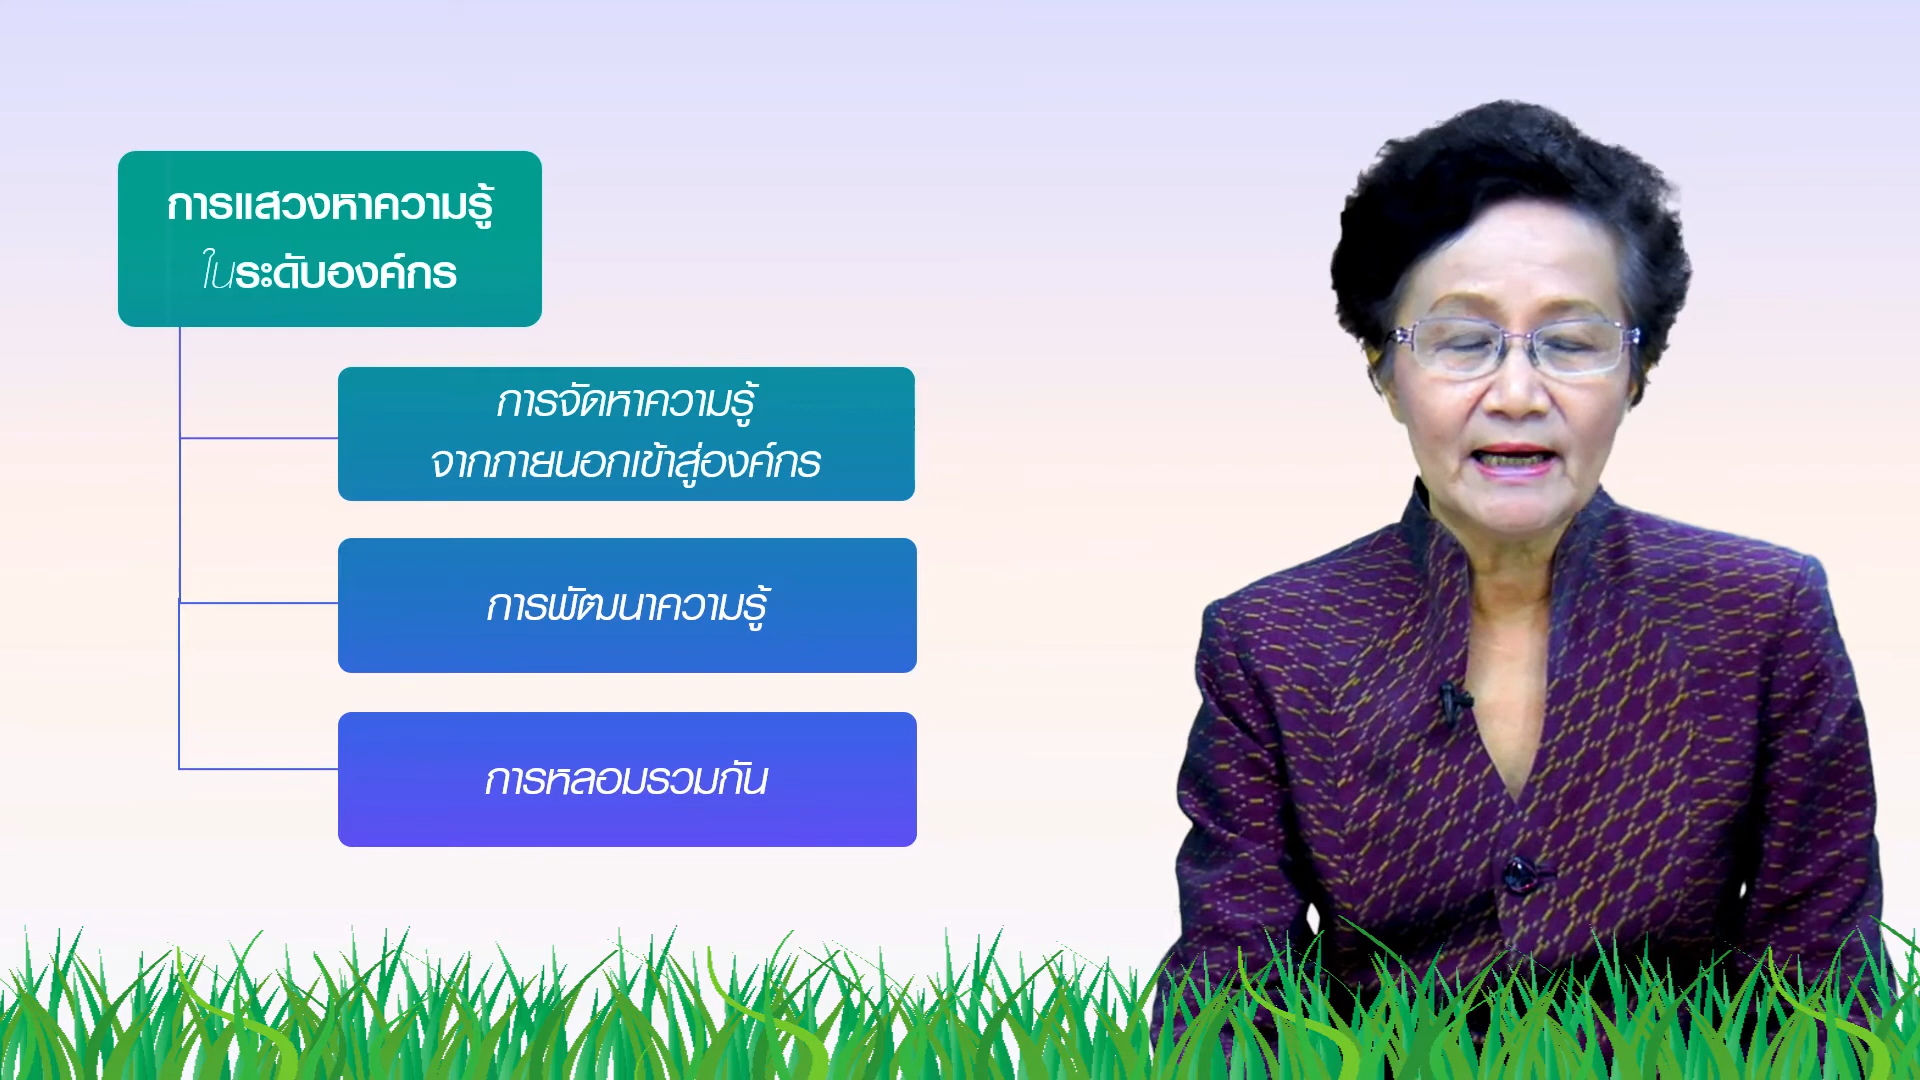 การแสวงหาความรู้
ในระดับองค์กร
การจัดหาความรู้
จากภายนอกเข้าสู่องค์กร
การพัฒนาความรู้
การหลอมรวมกัน